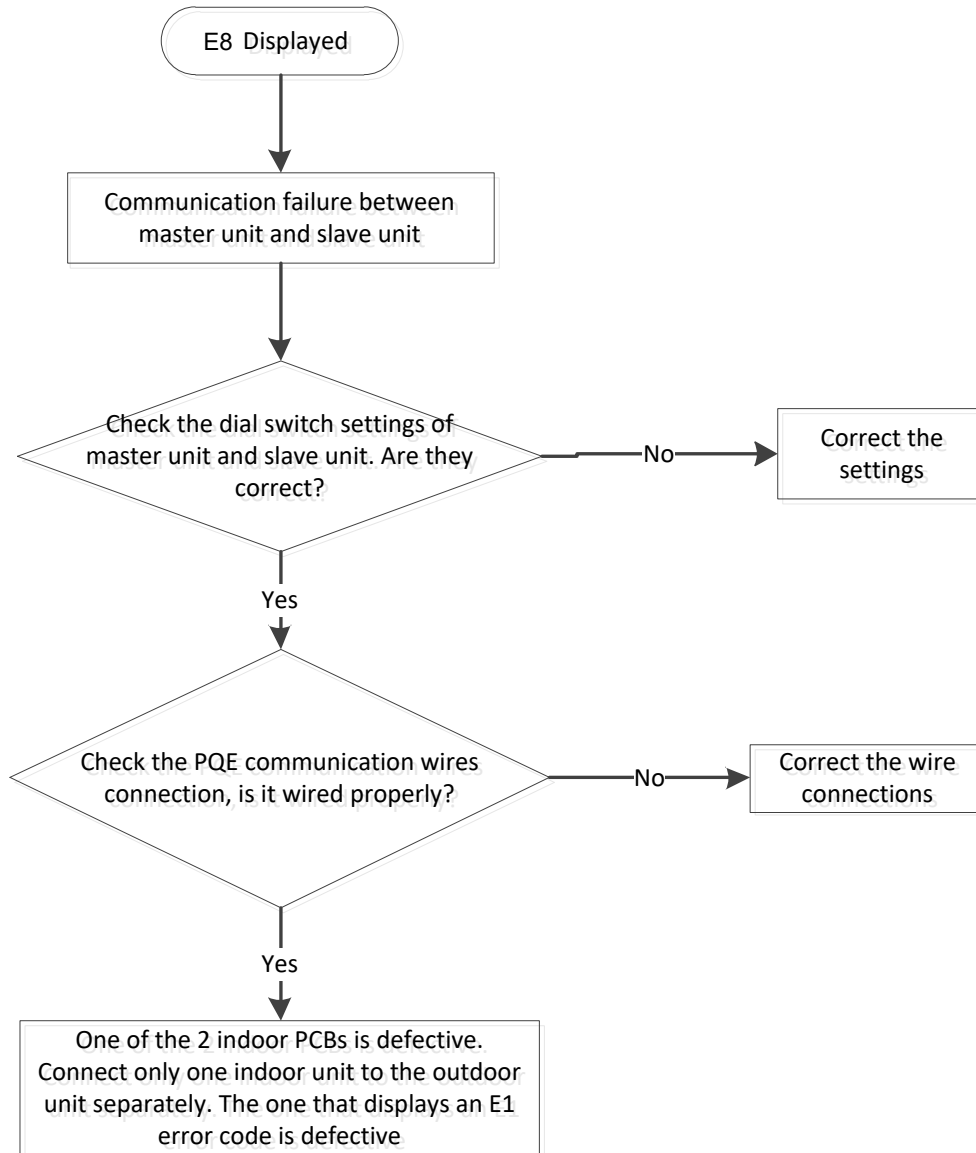 E8 Displayed
Communication failure between
master unit and slave unit
Check the dial switch settings of
master unit and slave unit. Are they
correct?
No
Correct the
settings
Yes
Check the PQE communication wires
connection, is it wired properly?
No
Correct the wire
connections
Yes
One of the 2 indoor PCBs is defective.
Connect only one indoor unit to the outdoor
unit separately. The one that displays an E1
error code is defective